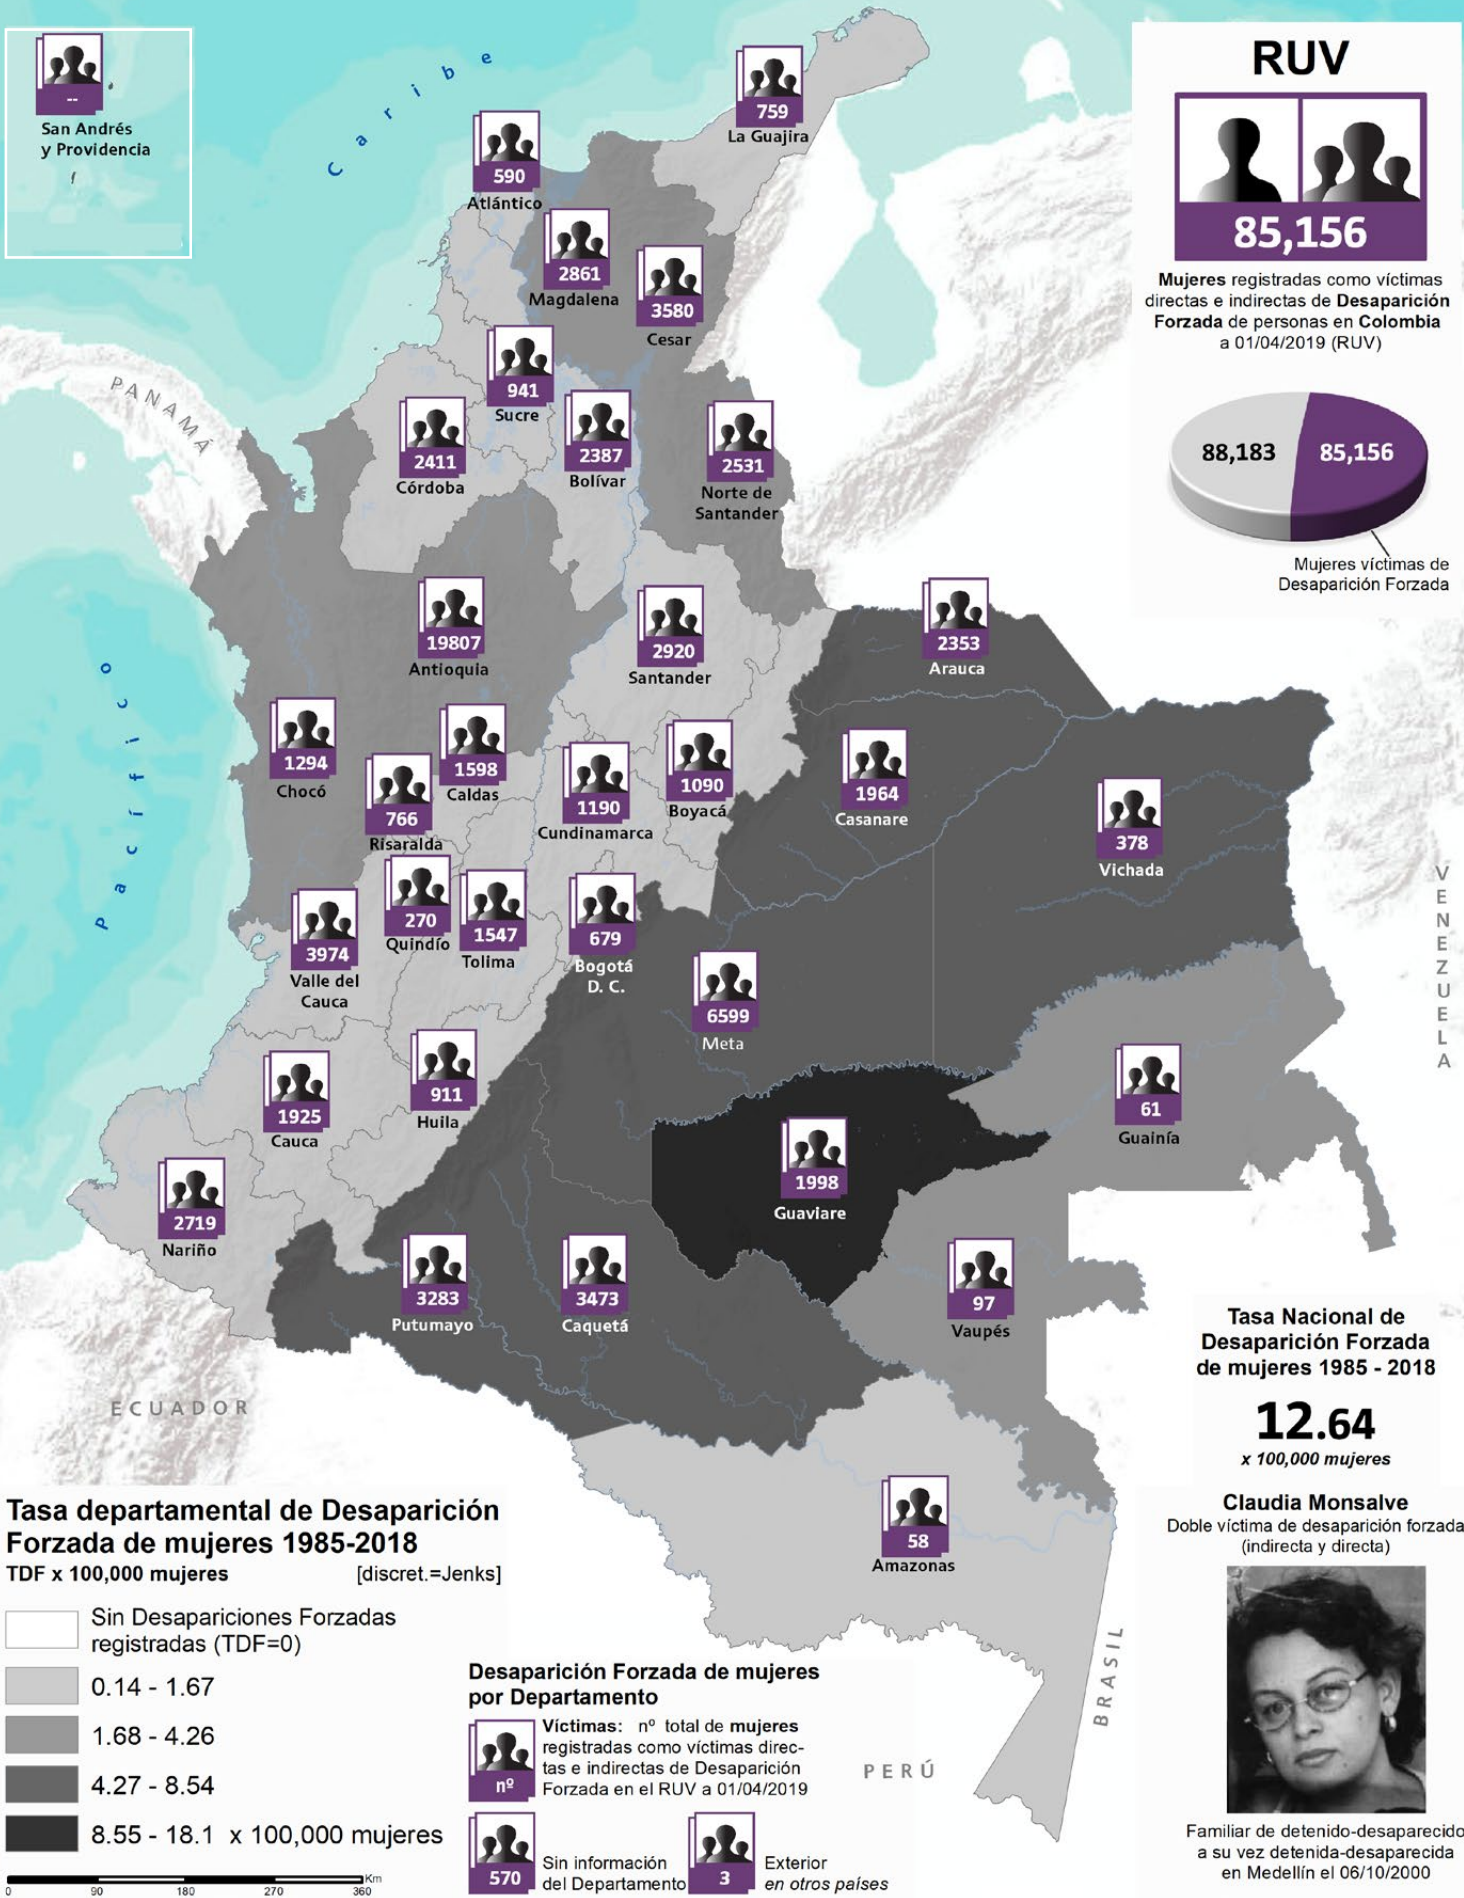 San Andrés
y Providencia
--
Caribe
759
La Guajira
590
Atlántico
2861
Magdalena
3580
Cesar
941
Sucre
2411
Córdoba
2387
Bolívar
2531
Norte de
Santander
PANAMÁ
RUV
85,156
Mujeres registradas como víctimas
directas e indirectas de Desaparición
Forzada de personas en Colombia
a 01/04/2019 (RUV)
88,183
85,156
Mujeres víctimas de
Desaparición Forzada
19807
Antioquia
2920
Santander
2353
Arauca
Pacífico
1294
Chocó
1598
Caldas
766
Risaralda
1190
Cundinamarca
1090
Boyacá
1964
Casanare
378
Vichada
VENEZUELA
3974
Valle del
Cauca
270
Quindío
1547
Tolima
679
Bogotá
D. C.
6599
Meta
1925
Cauca
911
Huila
61
Guainía
1998
Guaviare
2719
Nariño
3283
Putumayo
3473
Caquetá
97
Vaupés
ECUADOR
58
Amazonas
BRASIL
PERÚ
Tasa Nacional de
Desaparición Forzada
de mujeres 1985 - 2018
12.64
x 100,000 mujeres
Claudia Monsalve
Doble víctima de desaparición forzada
(indirecta y directa)
Familiar de detenido-desaparecido
a su vez detenida-desaparecida
en Medellín el 06/10/2000
Tasa departamental de Desaparición
Forzada de mujeres 1985-2018
TDF x 100,000 mujeres [discret.=Jenks]
Sin Desapariciones Forzadas
registradas (TDF=0)
0.14 - 1.67
1.68 - 4.26
4.27 - 8.54
8.55 - 18.1 x 100,000 mujeres
Km
0 90 180 270 360
Desaparición Forzada de mujeres
por Departamento
nº
Víctimas: nº total de mujeres
registradas como víctimas direc-
tas e indirectas de Desaparición
Forzada en el RUV a 01/04/2019
570
Sin información
del Departamento
3
Exterior
en otros países